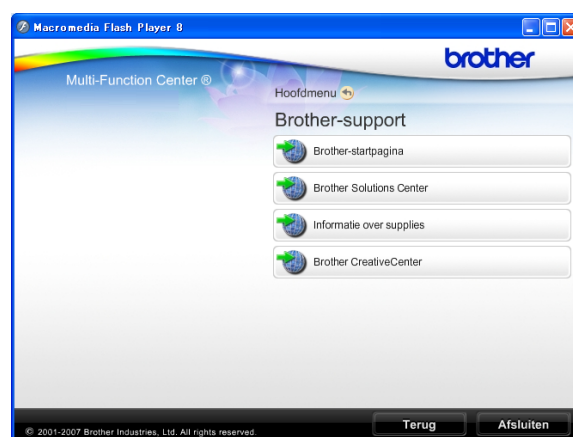 Macromedia Flash Player 8
brother
Multi-Function Center ®
Hoofdmenu
Brother-support
Brother-startpagina
Brother Solutions Center
Informatie over supplies
Brother CreativeCenter
Terug
Afsluiten
© 2001-2007 Brother Industries, Ltd. All rights reserved.